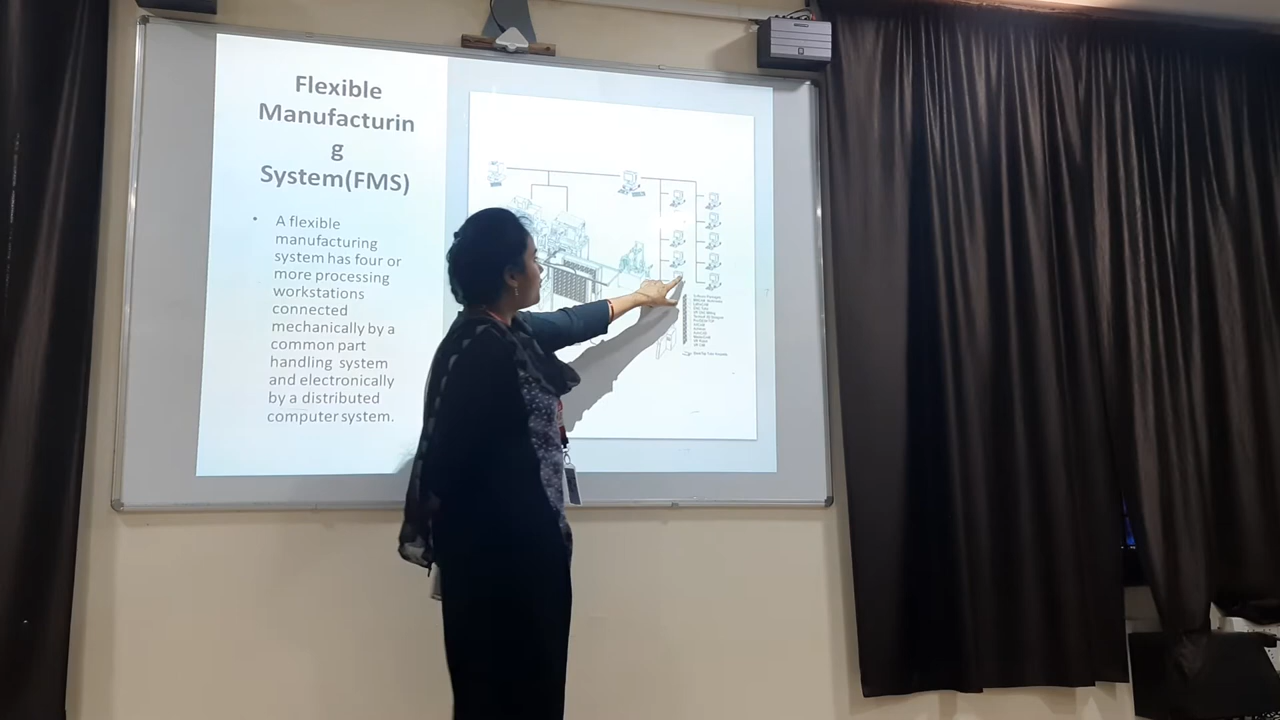 Flexible
Manufacturin
g
System(FMS)
• A flexible
manufacturing
system has four or
more processing
workstations
connected
mechanically by a
common part
handling system
and electronically
by a distributed
computer system.